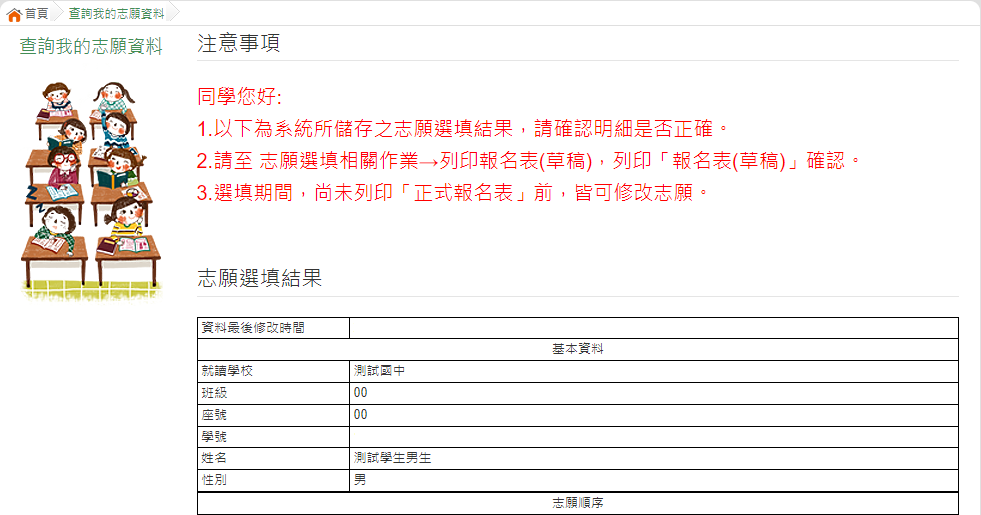 首頁 查詢我的志願資料
查詢我的志願資料
注意事項
同學您好:
1.以下為系統所儲存之志願選填結果，請確認明細是否正確。
2.請至 志願選填相關作業→列印報名表(草稿)，列印「報名表(草稿)」確認。
3.選填期間，尚未列印「正式報名表」前，皆可修改志願。
志願選填結果
資料最後修改時間
基本資料
就讀學校 測試國中
班級 00
座號 00
學號
姓名 測試學生男生
性別 男
志願順序